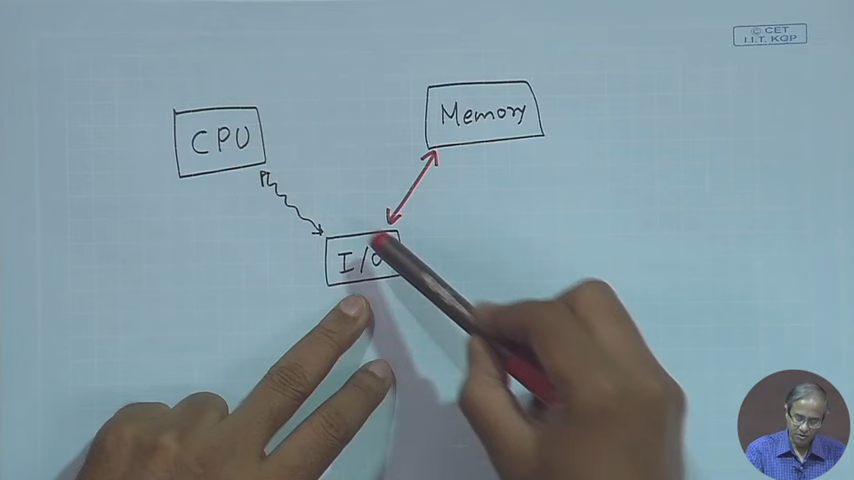 © CET
I.I.T. KGP
Memory
CPU
I/O